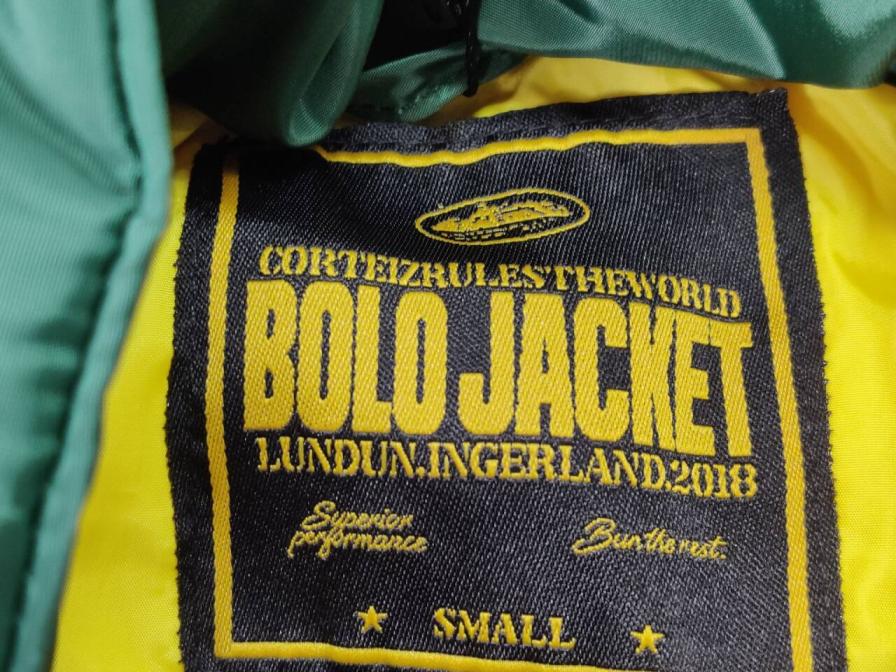 CORTEIZRULESTHEWORLD
BOLO JACKET
LUNDUN.INGERLAND.2018
Superior performance
Bun the rest.
SMALL